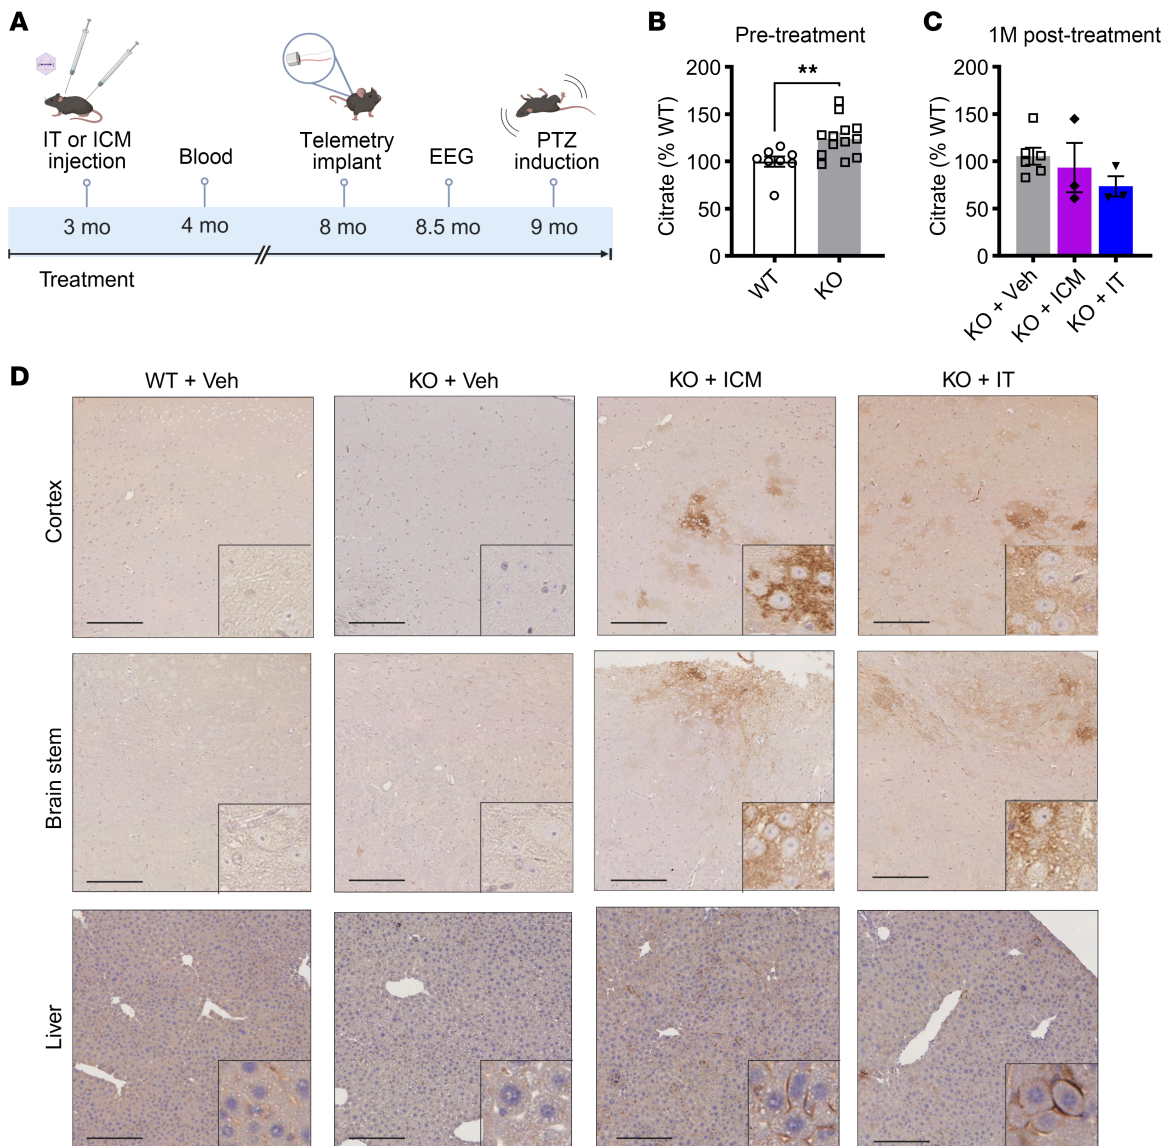 A
IT or ICM
injection
Blood
Telemetry
implant
EEG
PTZ
induction
3 mo
4 mo
8 mo
8.5 mo
9 mo
Treatment
B
Pre-treatment
Citrate (% WT)
200
150
100
50
0
**
WT
KO
C
1M post-treatment
Citrate (% WT)
200
150
100
50
0
KO + Veh
KO + ICM
KO + IT
D
WT + Veh
KO + Veh
KO + ICM
KO + IT
Cortex
Brain stem
Liver